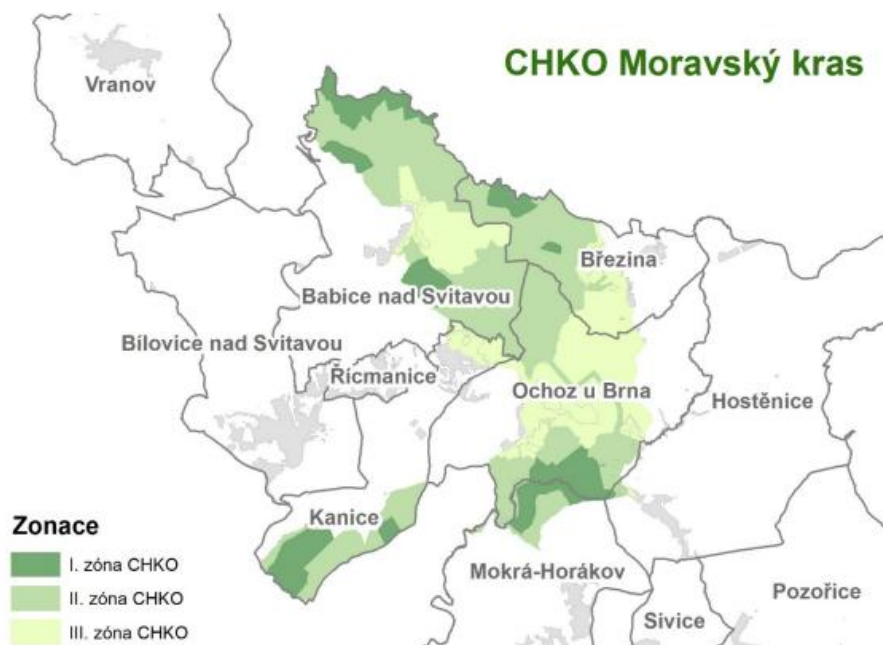 CHKO Moravský kras
Vranov
Březina
Babice nad Svitavou
Bílovice nad Svitavou
Řícmanice
Ochoz u Brna
Hostěnice
Kanice
Mokrá-Horákov
Pozořice
Sivice
Zonace
I. zóna CHKO
II. zóna CHKO
III. zóna CHKO